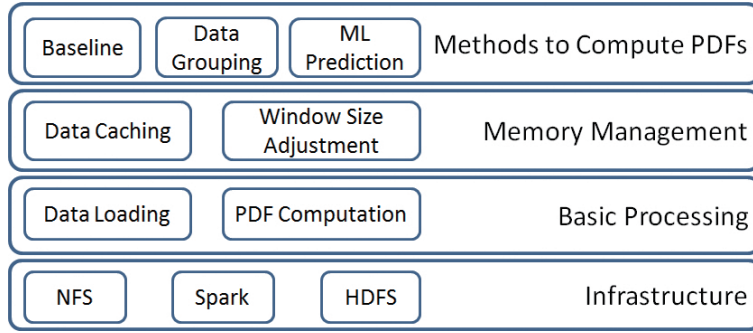 Baseline
Data
Grouping
ML
Prediction
Methods to Compute PDFs
Data Caching
Window Size
Adjustment
Memory Management
Data Loading
PDF Computation
Basic Processing
NFS
Spark
HDFS
Infrastructure